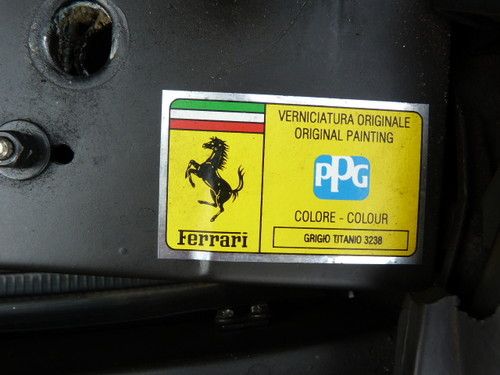 VERNICIATURA ORIGINALE
ORIGINAL PAINTING
PPG
COLORE - COLOUR
GRIGIO TITANIO 3238
Ferrari